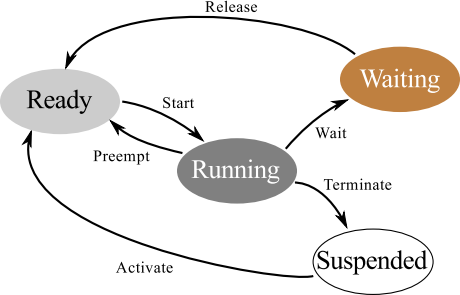 Release
Waiting
Ready
Start
Wait
Preempt
Running
Terminate
Suspended
Activate